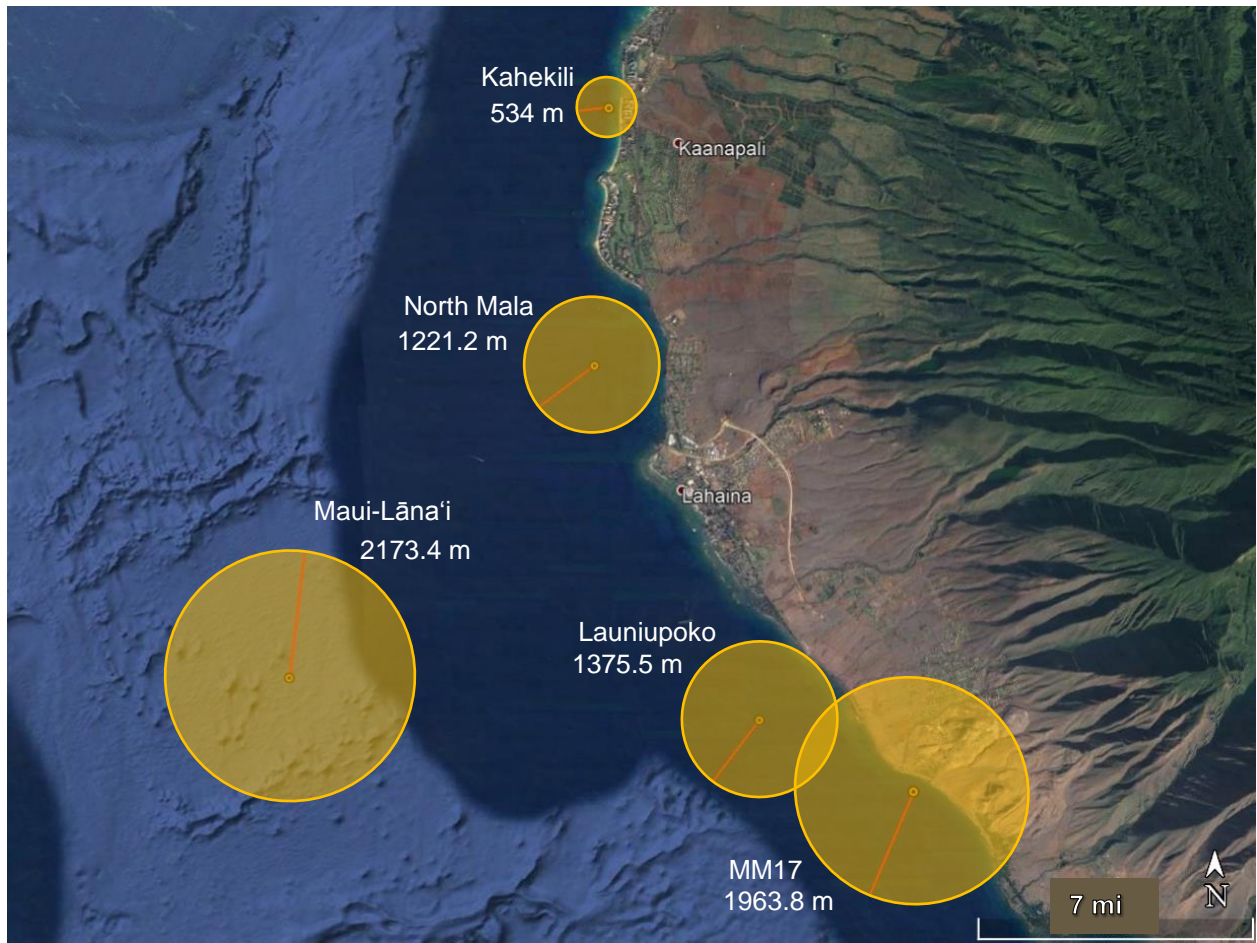 Kahekili
534 m
Kaanapali
North Mala
1221.2 m
Lahaina
Maui-Lāna‘i
2173.4 m
Launiupoko
1375.5 m
MM17
1963.8 m
N
7 mi